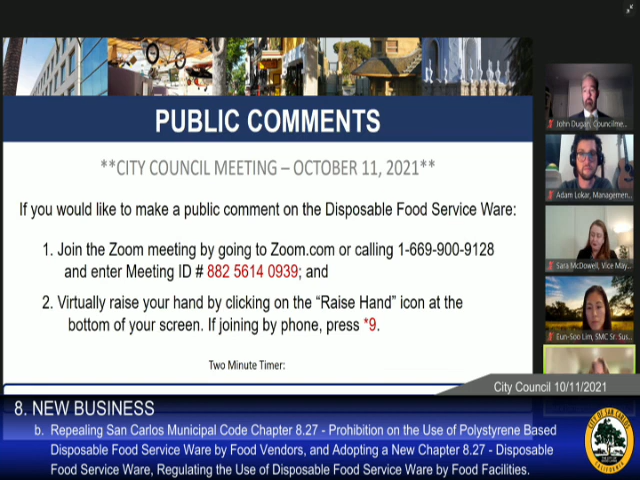 PUBLIC COMMENTS
**CITY COUNCIL MEETING – OCTOBER 11, 2021**
If you would like to make a public comment on the Disposable Food Service Ware:
1. Join the Zoom meeting by going to Zoom.com or calling 1-669-900-9128
and enter Meeting ID # 882 5614 0939; and
2. Virtually raise your hand by clicking on the “Raise Hand” icon at the
bottom of your screen. If joining by phone, press *9.
Two Minute Timer:
John Dugan, Councilme...
Adam Lokar, Managemen...
Sara McDowell, Vice May...
Eun-Soo Lim, SMC Sr. Sus...
City Council 10/11/2021
8. NEW BUSINESS
b. Repealing San Carlos Municipal Code Chapter 8.27 - Prohibition on the Use of Polystyrene Based
Disposable Food Service Ware by Food Vendors, and Adopting a New Chapter 8.27 - Disposable
Food Service Ware, Regulating the Use of Disposable Food Service Ware by Food Facilities.
CITY OF SAN CARLOS
CALIFORNIA